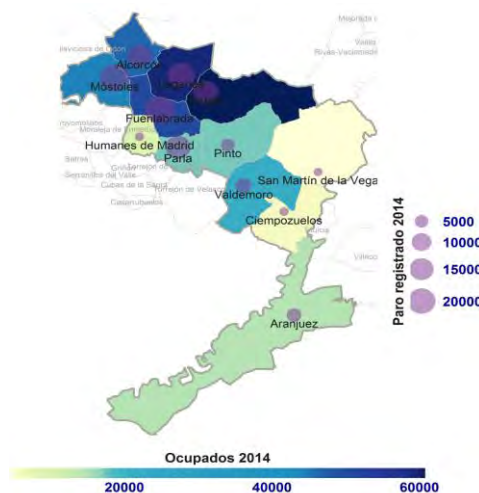 Alcorcón
Leganés
Móstoles
Getafe
Fuenlabrada
Humanes de Madrid
Parla
Pinto
San Martín de la Vega
Valdemoro
Ciempozuelos
Aranjuez
Paro registrado 2014
5000
10000
15000
20000
Ocupados 2014
20000
40000
60000